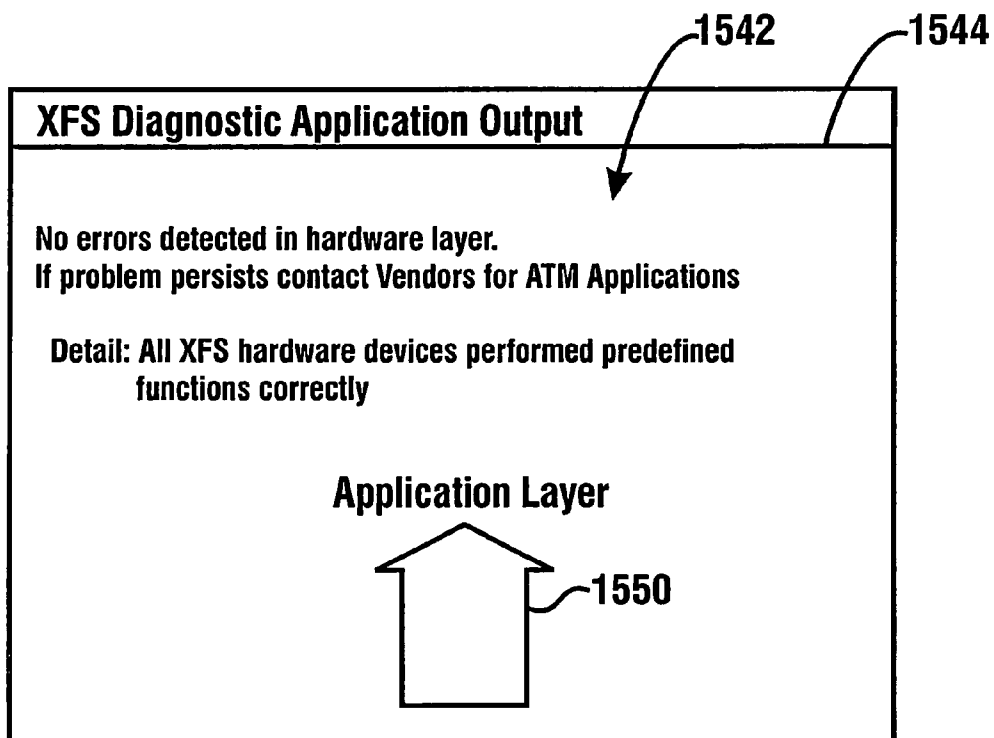 1542
1544
XFS Diagnostic Application Output
No errors detected in hardware layer.
If problem persists contact Vendors for ATM Applications
Detail: All XFS hardware devices performed predefined
functions correctly
Application Layer
1550